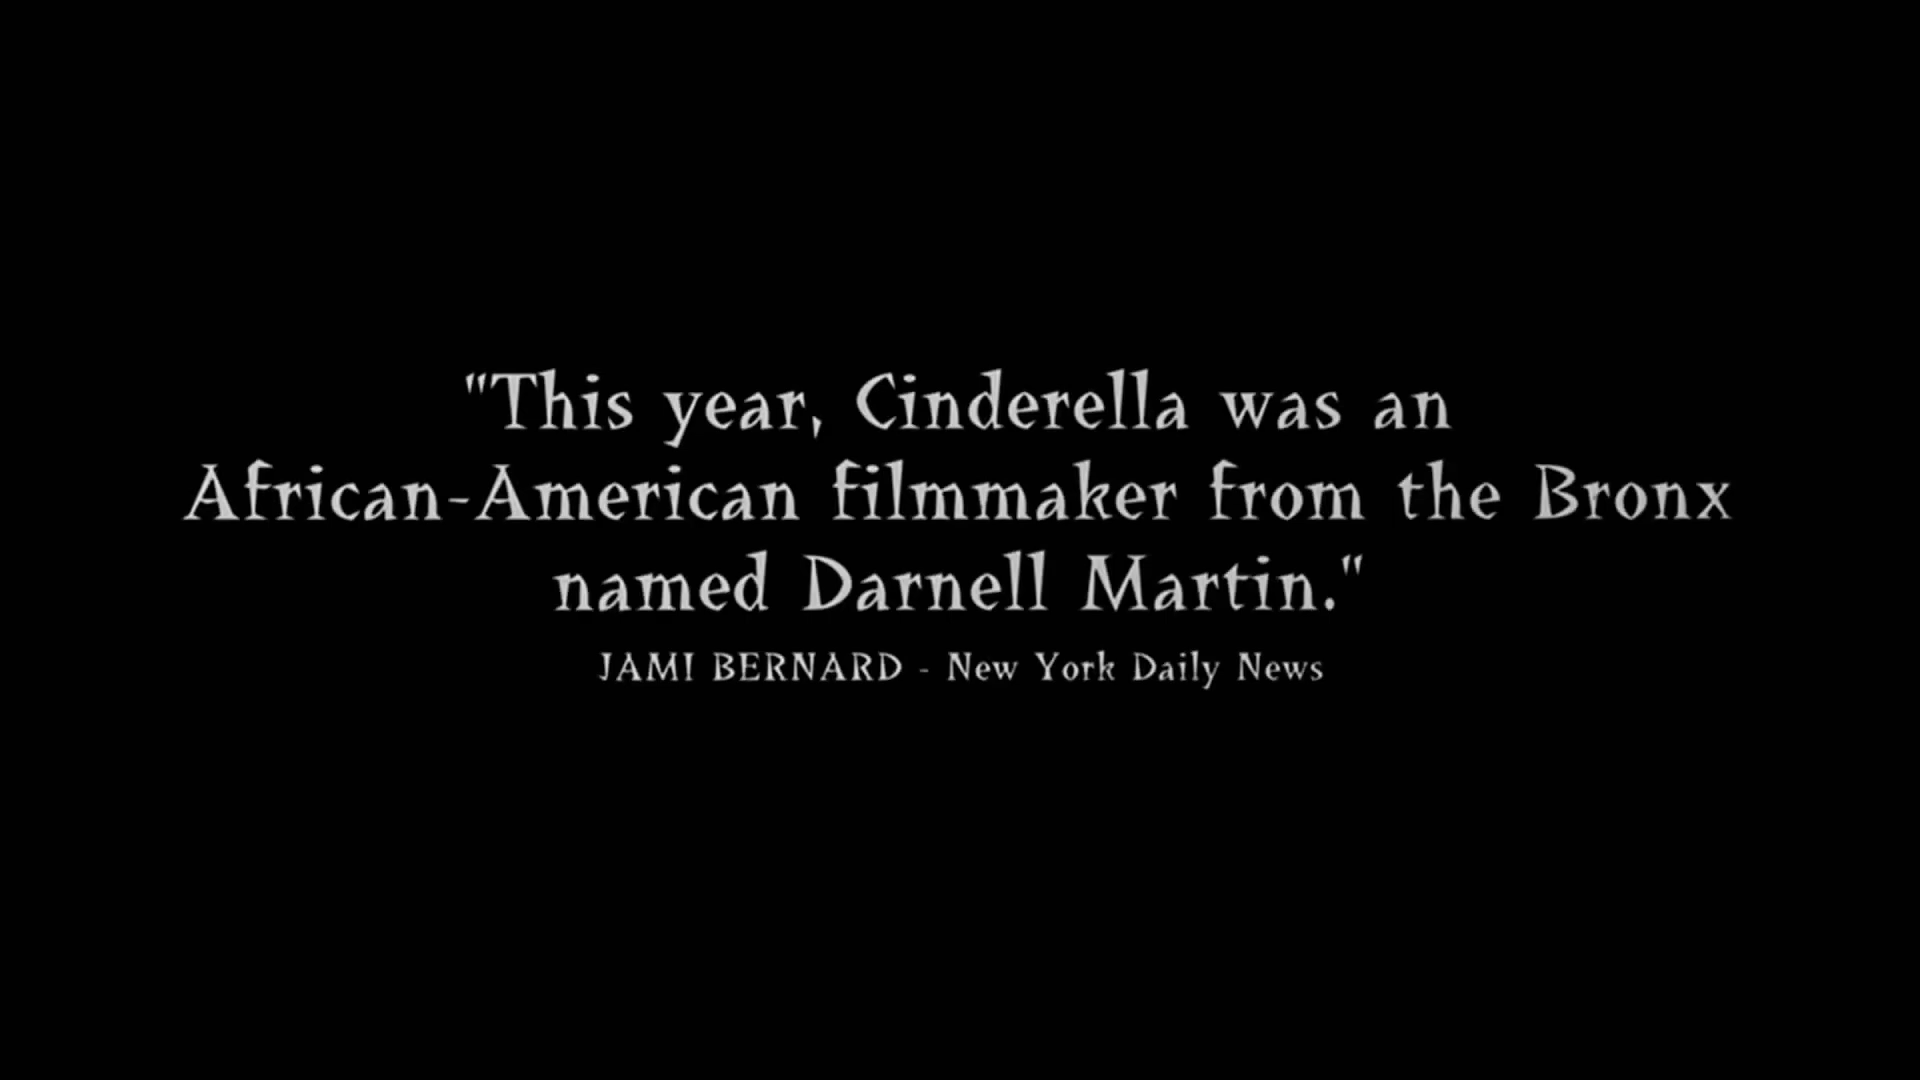 "This year, Cinderella was an
African-American filmmaker from the Bronx
named Darnell Martin."
JAMI BERNARD - New York Daily News